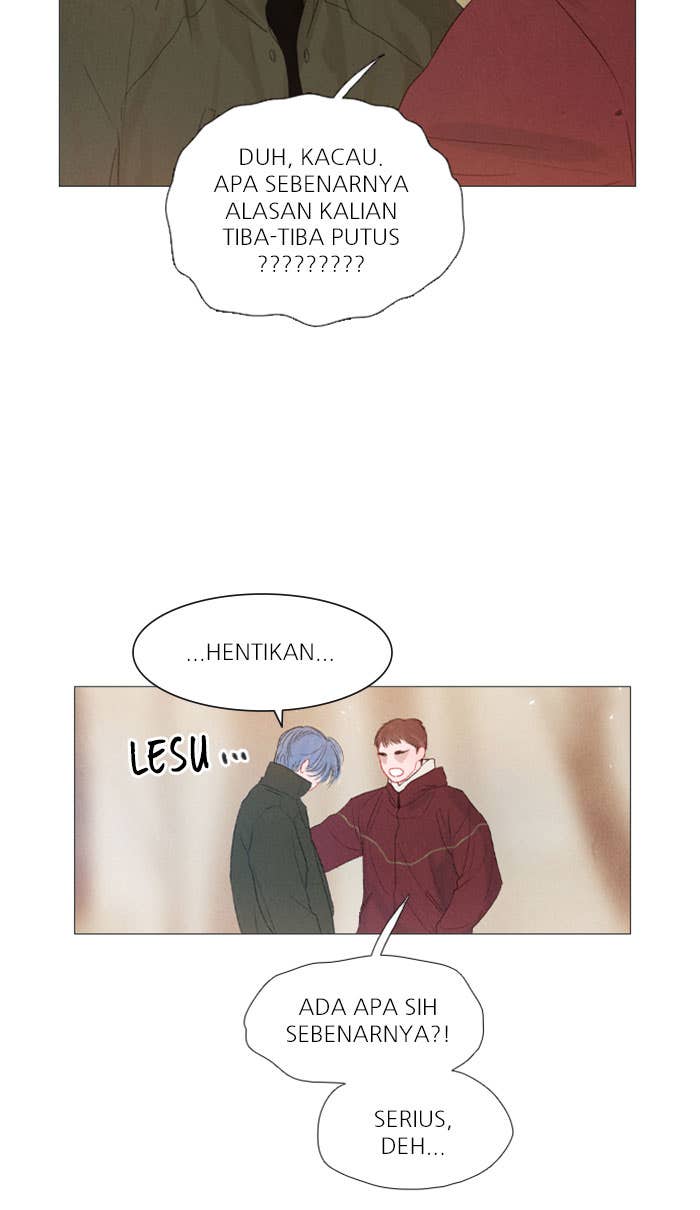 DUH, KACAU.
APA SEBENARNYA
ALASAN KALIAN
TIBA-TIBA PUTUS
?????????
...HENTIKAN...
LESU...
ADA APA SIH
SEBENARNYA?!
SERIUS,
DEH...